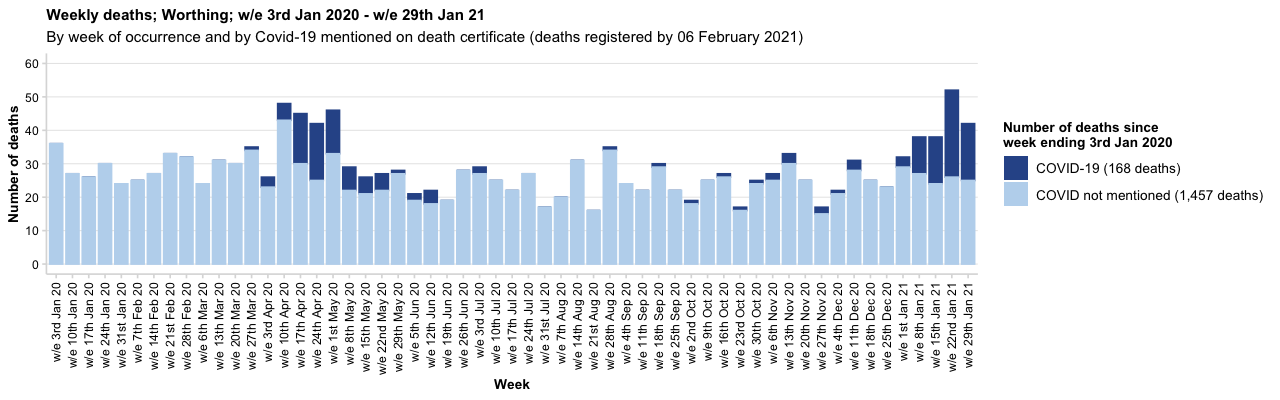 Weekly deaths; Worthing; w/e 3rd Jan 2020 - w/e 29th Jan 21
By week of occurrence and by Covid-19 mentioned on death certificate (deaths registered by 06 February 2021)
Number of deaths
60
50
40
30
20
10
0
w/e 3rd Jan 20
w/e 10th Jan 20
w/e 17th Jan 20
w/e 24th Jan 20
w/e 31st Jan 20
w/e 7th Feb 20
w/e 14th Feb 20
w/e 21st Feb 20
w/e 28th Feb 20
w/e 6th Mar 20
w/e 13th Mar 20
w/e 20th Mar 20
w/e 27th Mar 20
w/e 3rd Apr 20
w/e 10th Apr 20
w/e 17th Apr 20
w/e 24th Apr 20
w/e 1st May 20
w/e 8th May 20
w/e 15th May 20
w/e 22nd May 20
w/e 29th May 20
w/e 5th Jun 20
w/e 12th Jun 20
w/e 19th Jun 20
w/e 26th Jun 20
w/e 3rd Jul 20
w/e 10th Jul 20
w/e 17th Jul 20
w/e 24th Jul 20
w/e 31st Jul 20
w/e 7th Aug 20
w/e 14th Aug 20
w/e 21st Aug 20
w/e 28th Aug 20
w/e 4th Sep 20
w/e 11th Sep 20
w/e 18th Sep 20
w/e 25th Sep 20
w/e 2nd Oct 20
w/e 9th Oct 20
w/e 16th Oct 20
w/e 23rd Oct 20
w/e 30th Oct 20
w/e 6th Nov 20
w/e 13th Nov 20
w/e 20th Nov 20
w/e 27th Nov 20
w/e 4th Dec 20
w/e 11th Dec 20
w/e 18th Dec 20
w/e 25th Dec 20
w/e 1st Jan 21
w/e 8th Jan 21
w/e 15th Jan 21
w/e 22nd Jan 21
w/e 29th Jan 21
Week
Number of deaths since
week ending 3rd Jan 2020
COVID-19 (168 deaths)
COVID not mentioned (1,457 deaths)